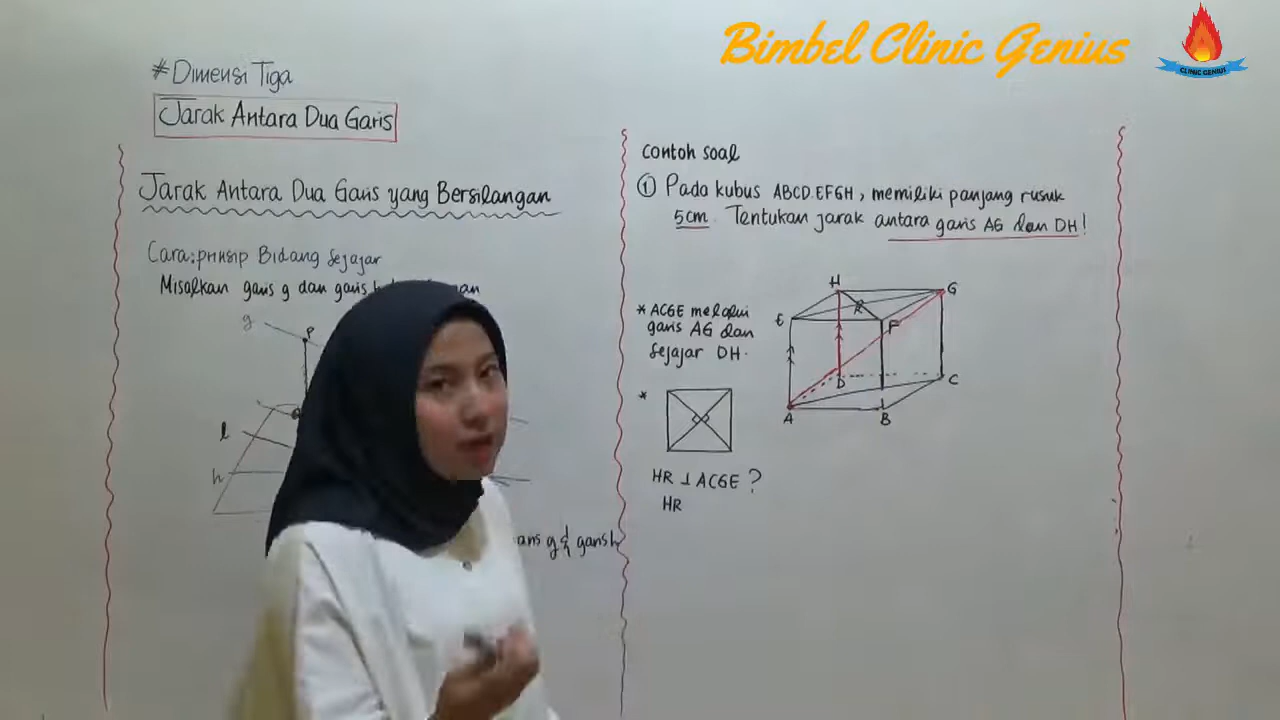 Bimbel Clinic Genius
CLINIC GENIUS
# Dimensi Tiga
Jarak Antara Dua Garis
Jarak Antara Dua Garis yang Bersilangan
Cara: prinsip Bidang Sejajar
Misalkan garis g dan garis
g
P
l
h
garis h
contoh soal
① Pada kubus ABCD.EFGH, memiliki panjang rusuk
5cm. Tentukan jarak antara garis AG dan DH!
* ACGE melalui
garis AG dan
sejajar DH.
*
HR ⊥ ACGE ?
HR
H
G
E
R
F
D
C
A
B